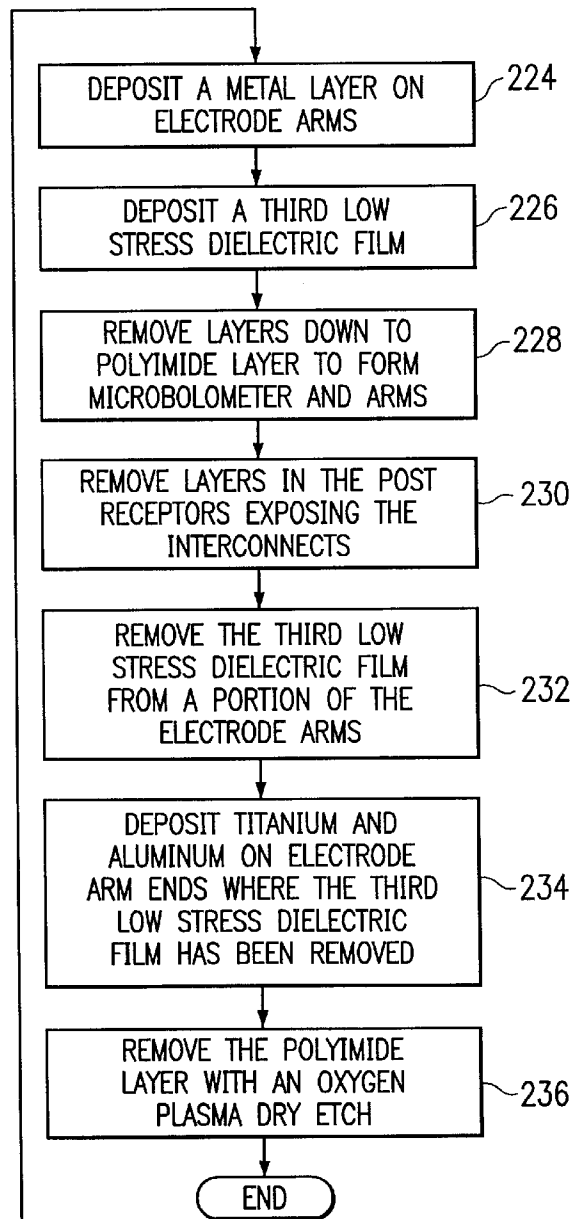 DEPOSIT A METAL LAYER ON
ELECTRODE ARMS
224
DEPOSIT A THIRD LOW
STRESS DIELECTRIC FILM
226
REMOVE LAYERS DOWN TO
POLYIMIDE LAYER TO FORM
MICROBOLOMETER AND ARMS
228
REMOVE LAYERS IN THE POST
RECEPTORS EXPOSING THE
INTERCONNECTS
230
REMOVE THE THIRD LOW
STRESS DIELECTRIC FILM
FROM A PORTION OF THE
ELECTRODE ARMS
232
DEPOSIT TITANIUM AND
ALUMINUM ON ELECTRODE
ARM ENDS WHERE THE THIRD
LOW STRESS DIELECTRIC
FILM HAS BEEN REMOVED
234
REMOVE THE POLYIMIDE
LAYER WITH AN OXYGEN
PLASMA DRY ETCH
236
END